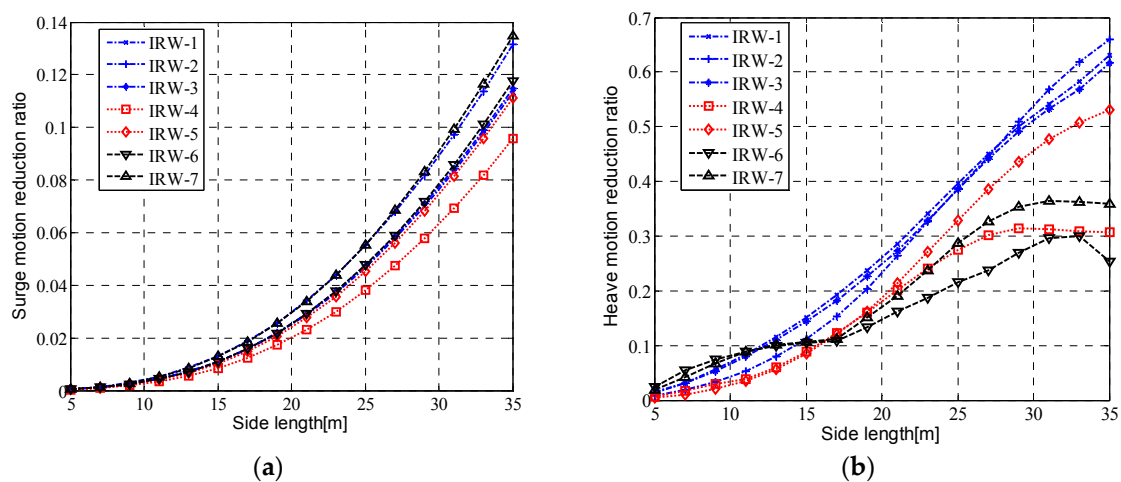 Surge motion reduction ratio
0.14
0.12
0.1
0.08
0.06
0.04
0.02
0
IRW-1
IRW-2
IRW-3
IRW-4
IRW-5
IRW-6
IRW-7
5 10 15 20 25 30 35
Side length[m]
(a)
Heave motion reduction ratio
0.7
0.6
0.5
0.4
0.3
0.2
0.1
0
IRW-1
IRW-2
IRW-3
IRW-4
IRW-5
IRW-6
IRW-7
5 10 15 20 25 30 35
Side length[m]
(b)